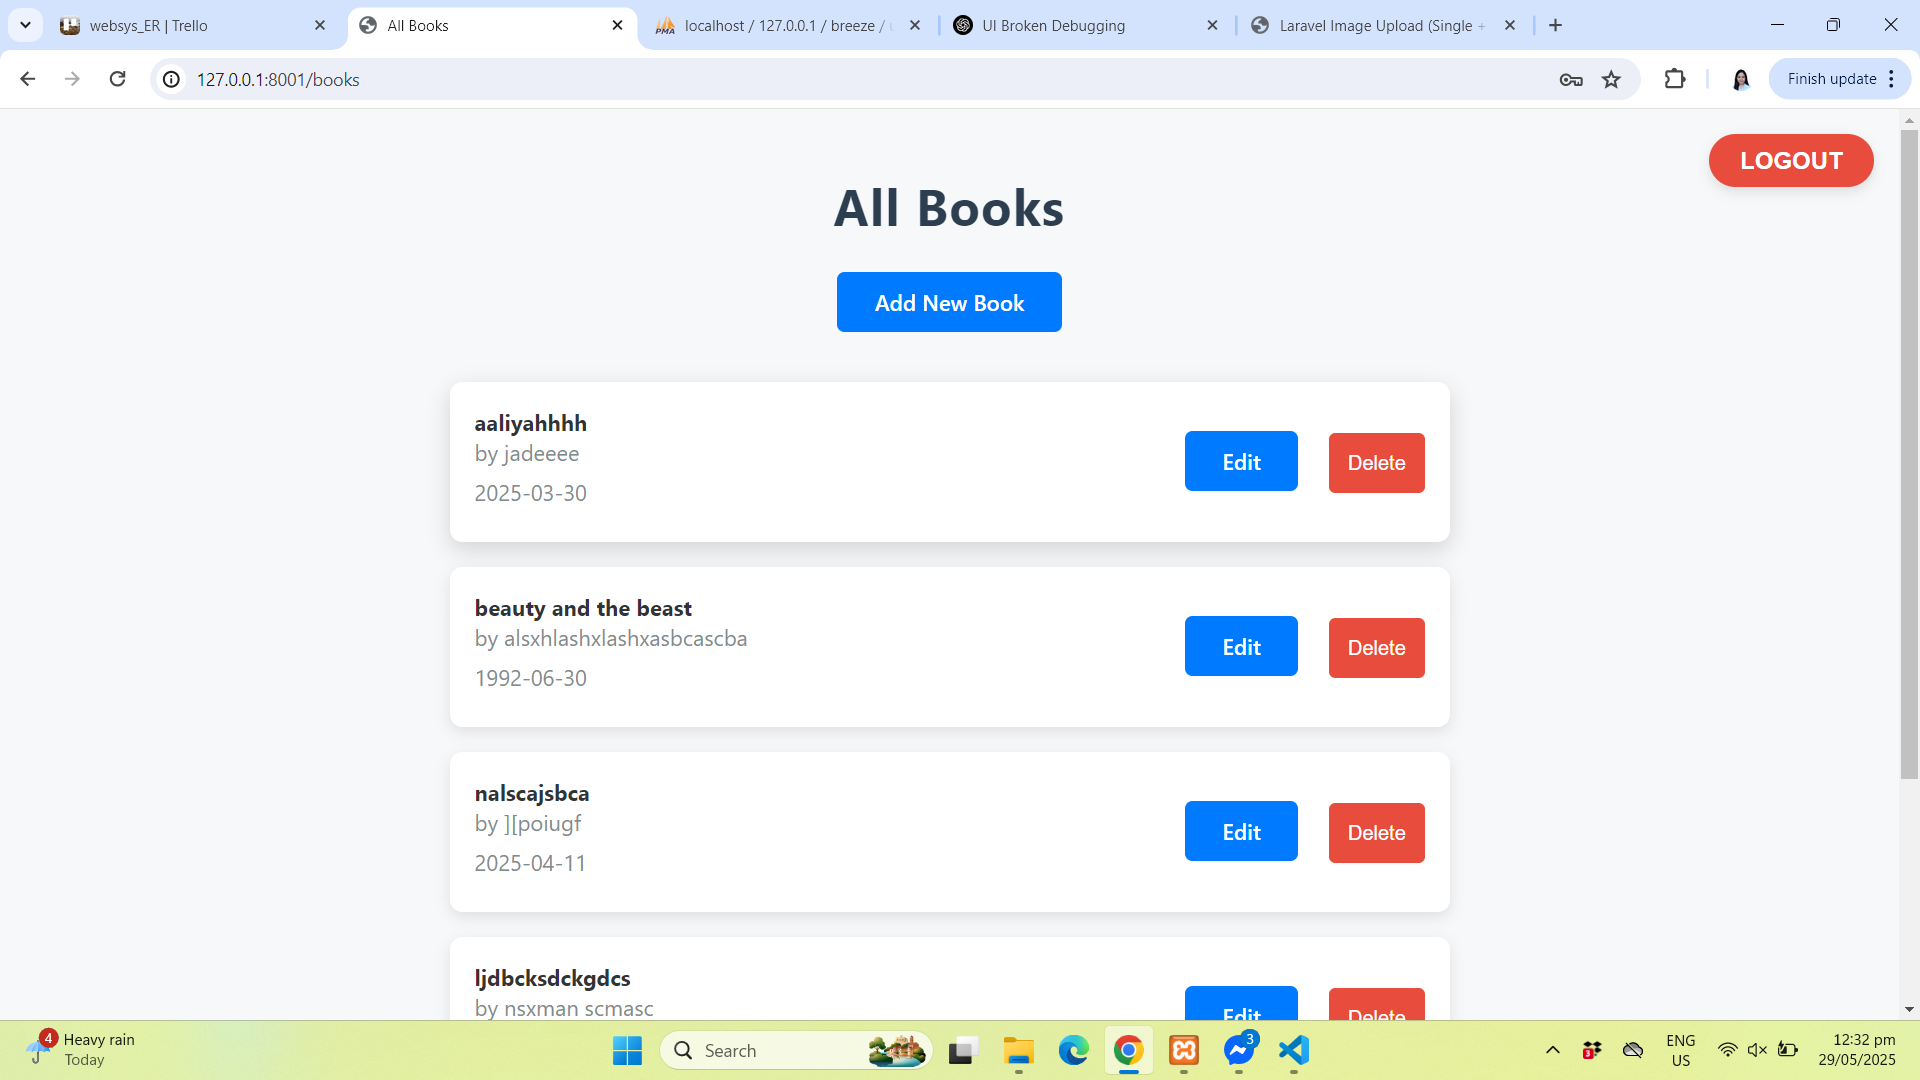 websys_ER | Trello
All Books
localhost / 127.0.0.1 / breeze /
UI Broken Debugging
Laravel Image Upload (Single +
127.0.0.1:8001/books
Finish update
LOGOUT
All Books
Add New Book
aaliyahhhh
by jadeeee
2025-03-30
Edit
Delete
beauty and the beast
by alsxhlashxlashxasbcascba
1992-06-30
Edit
Delete
nalscajsbca
by ][poiugf
2025-04-11
Edit
Delete
ljdbcksdckgdcs
by nsxman scmasc
Edit
Delete
4
Heavy rain
Today
Search
3
3
ENG
US
12:32 pm
29/05/2025